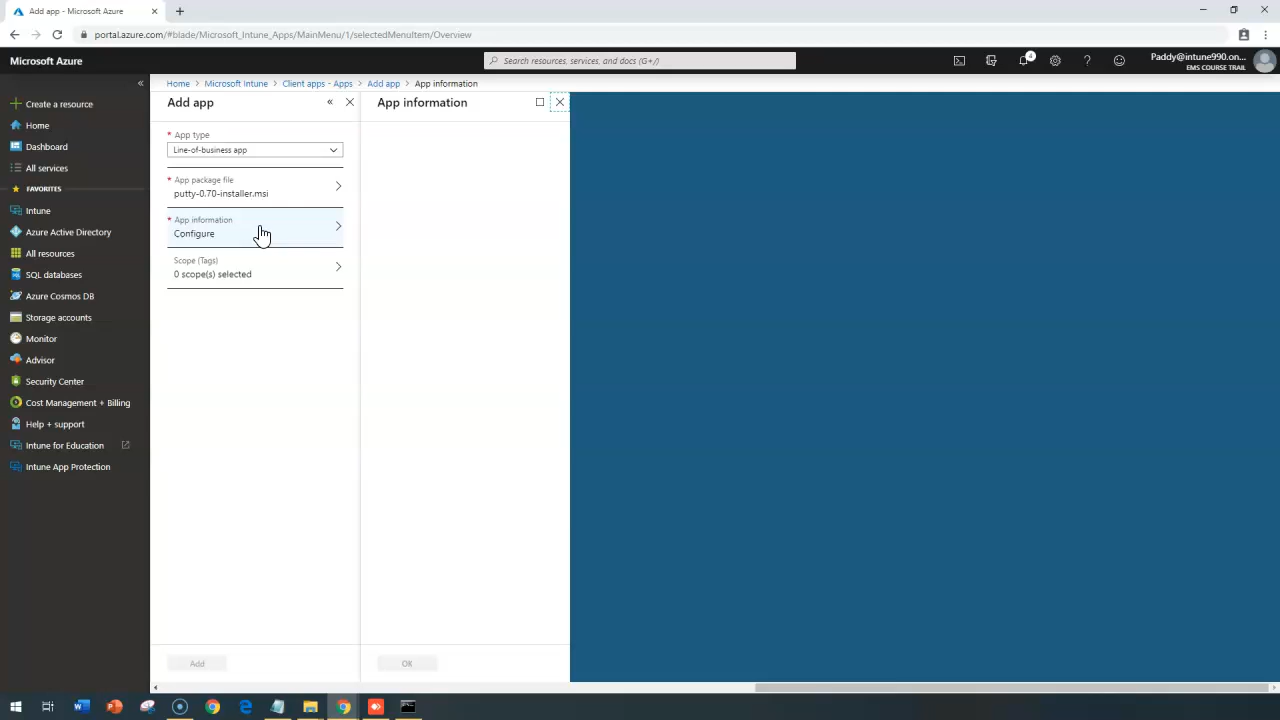 Add app - Microsoft Azure
portal.azure.com/#blade/Microsoft_Intune_Apps/MainMenu/1/selectedMenuItem/Overview
Microsoft Azure
Search resources, services, and docs (G+/)
4
Paddy@intune990.on...
EMS COURSE TRAIL
Create a resource
Home
Dashboard
All services
FAVORITES
Intune
Azure Active Directory
All resources
SQL databases
Azure Cosmos DB
Storage accounts
Monitor
Advisor
Security Center
Cost Management + Billing
Help + support
Intune for Education
Intune App Protection
Home > Microsoft Intune > Client apps - Apps > Add app > App information
Add app
* App type
Line-of-business app
* App package file
putty-0.70-installer.msi
* App information
Configure
Scope (Tags)
0 scope(s) selected
Add
App information
OK